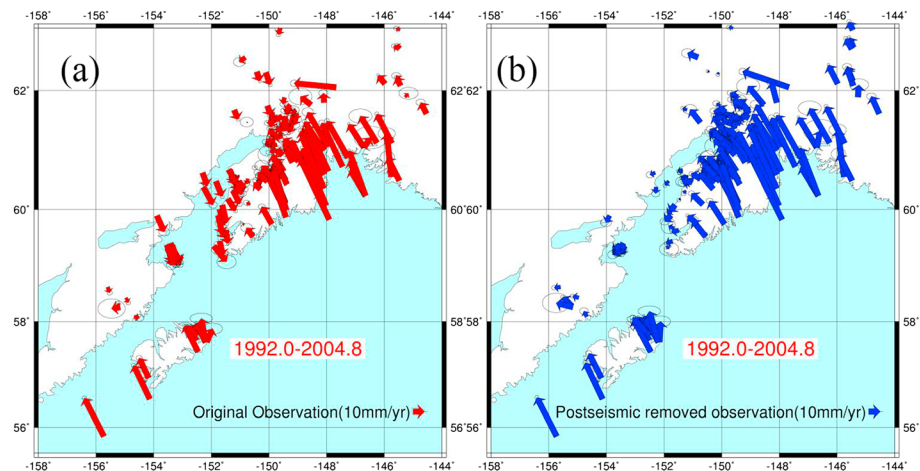 -158° -156° -154° -152° -150° -148° -146° -144° -158° -156° -154° -152° -150° -148° -146° -144°
(a) (b)
62° 62° 62°
60° 60° 60°
58° 58° 58°
1992.0-2004.8 1992.0-2004.8
Original Observation(10mm/yr) Postseismic removed observation(10mm/yr)
56° 56° 56°
-158° -156° -154° -152° -150° -148° -146° -144° -158° -156° -154° -152° -150° -148° -146° -144°